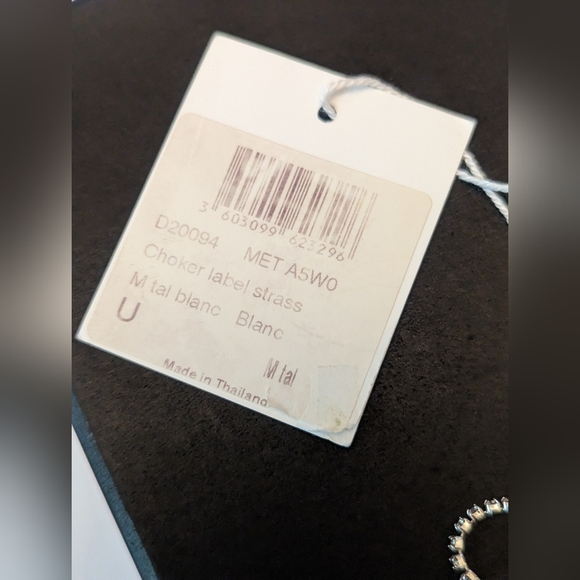 3 603099 623296
D20094 MET A5W0
Choker label strass
M tal blanc Blanc
U
M tal
Made in Thailand